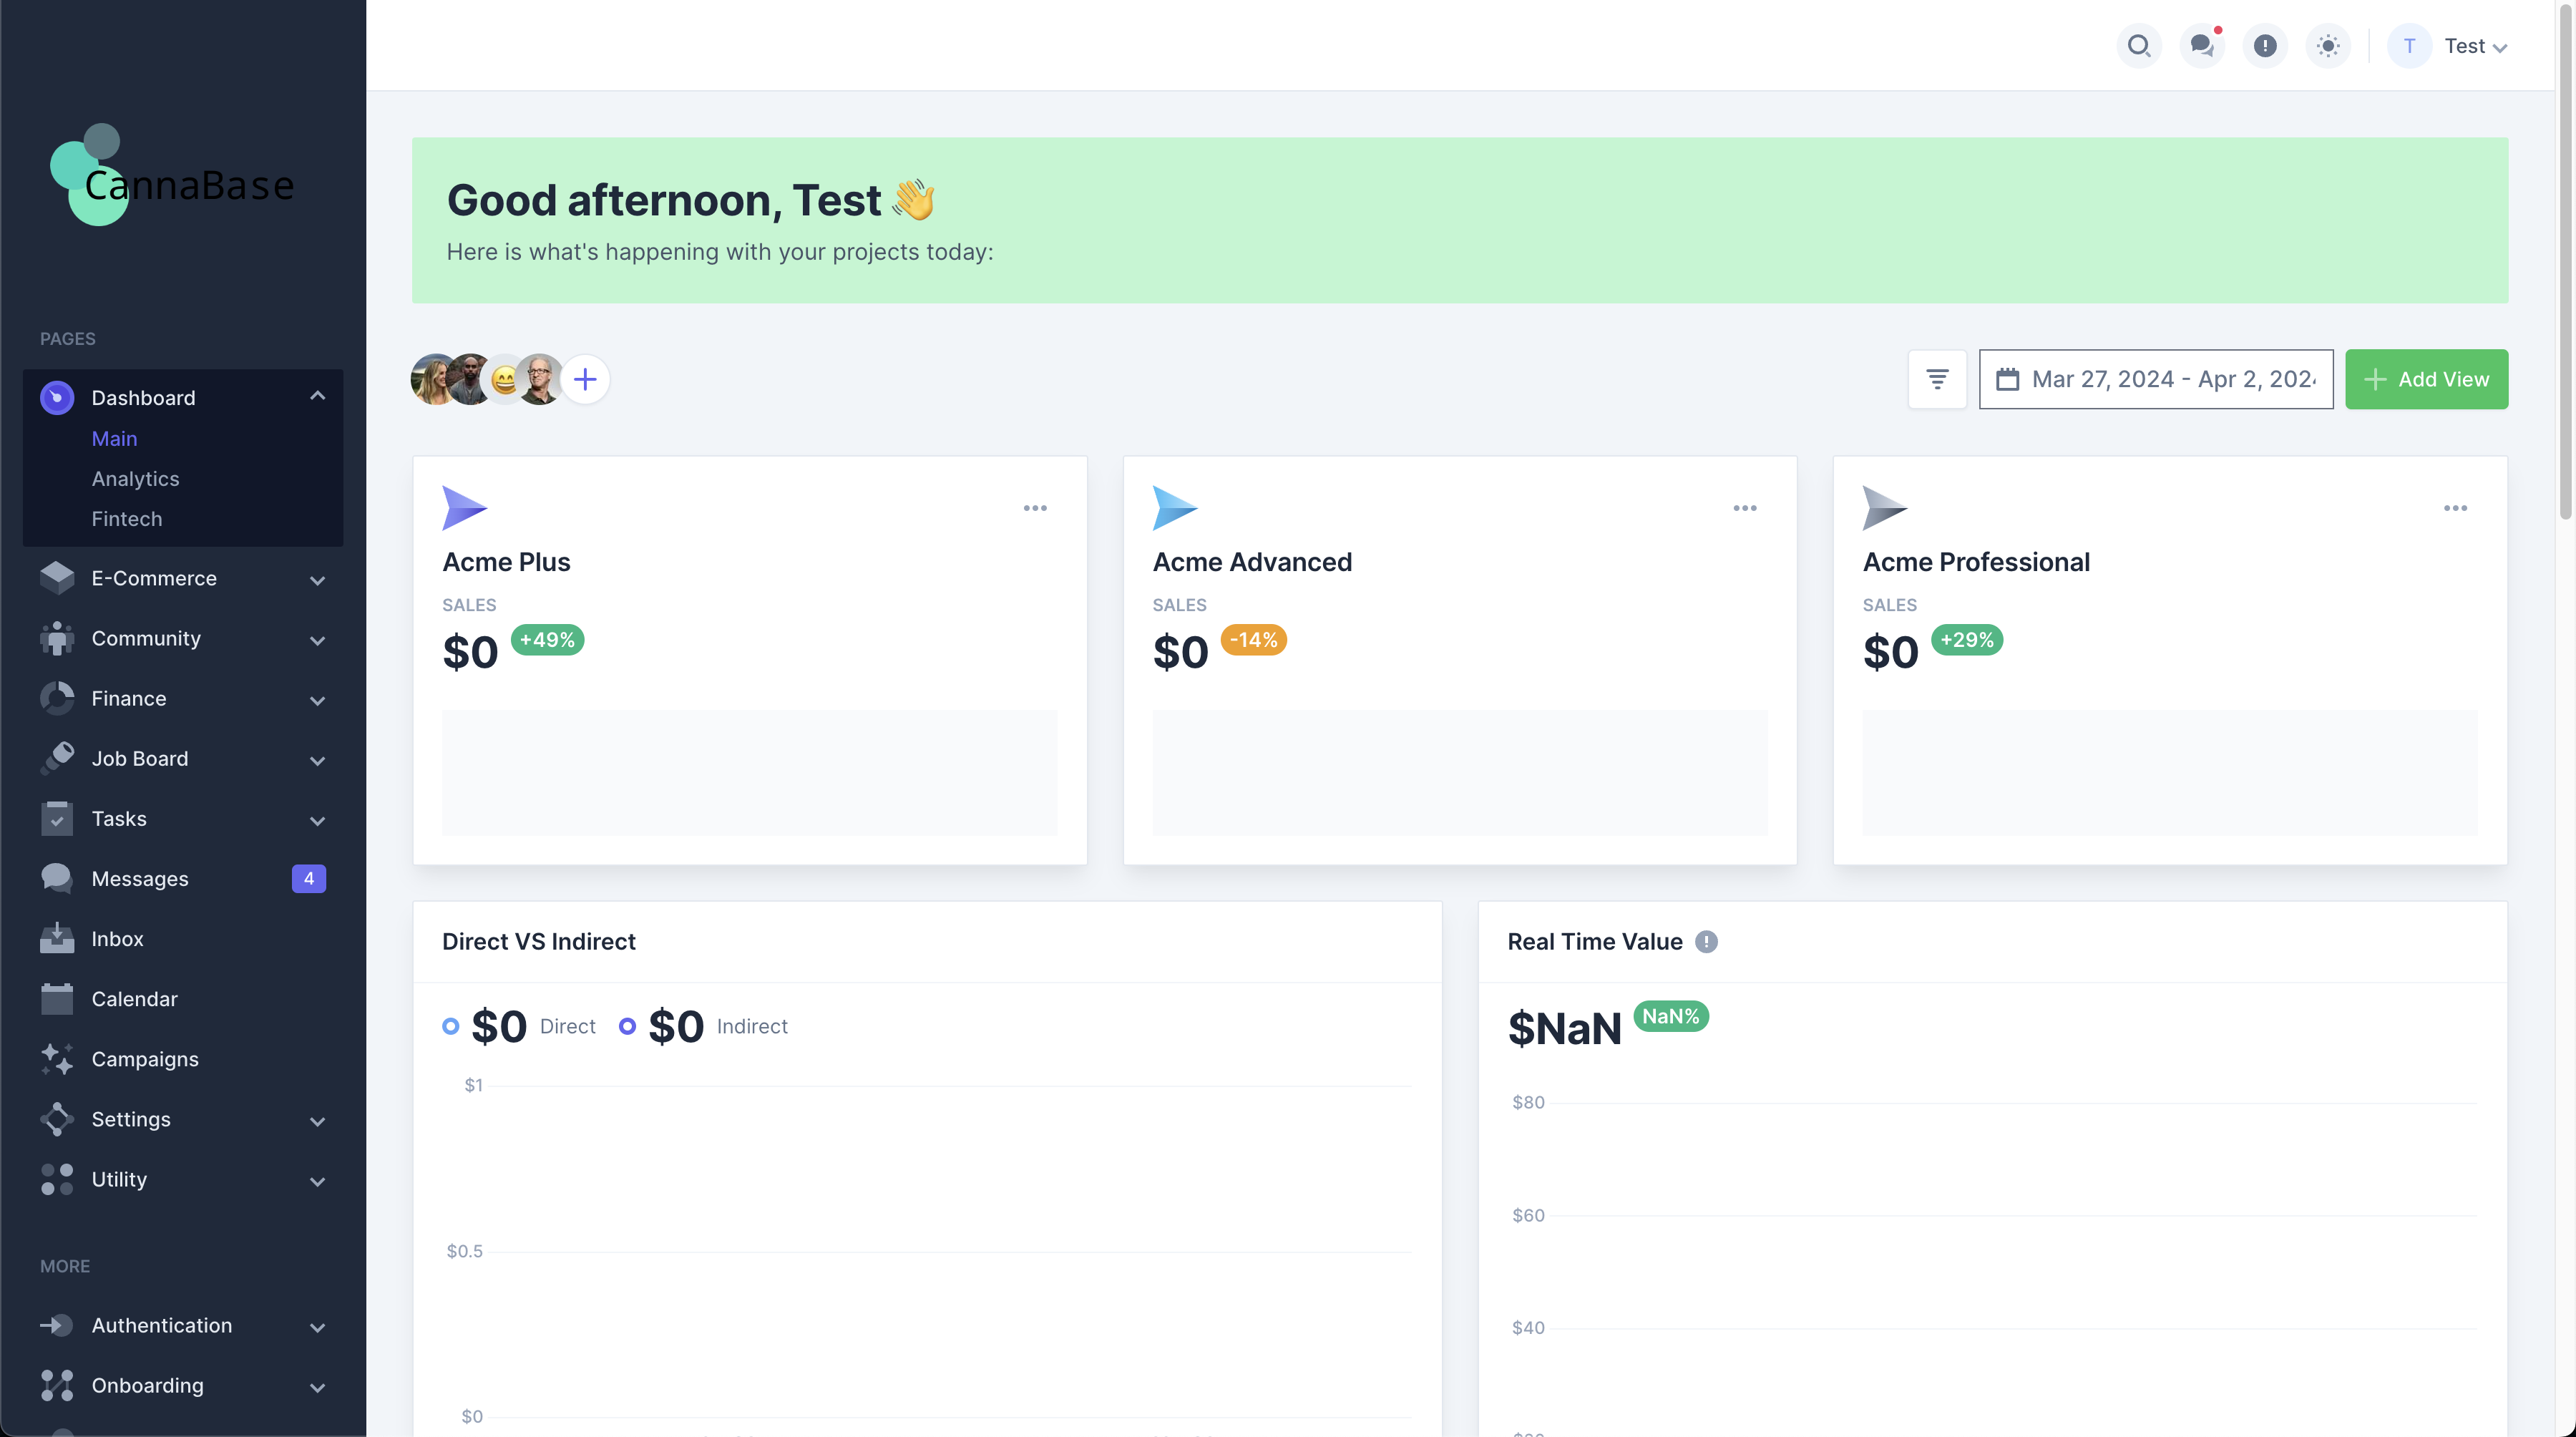 T
Test
CannaBase
PAGES
Dashboard
Main
Analytics
Fintech
E-Commerce
Community
Finance
Job Board
Tasks
Messages
4
Inbox
Calendar
Campaigns
Settings
Utility
MORE
Authentication
Onboarding
Good afternoon, Test 👋
Here is what's happening with your projects today:
Mar 27, 2024 - Apr 2, 202
Add View
Acme Plus
SALES
$0
+49%
Acme Advanced
SALES
$0
-14%
Acme Professional
SALES
$0
+29%
Direct VS Indirect
$0 Direct
$0 Indirect
$1
$0.5
$0
Real Time Value
$NaN
NaN%
$80
$60
$40